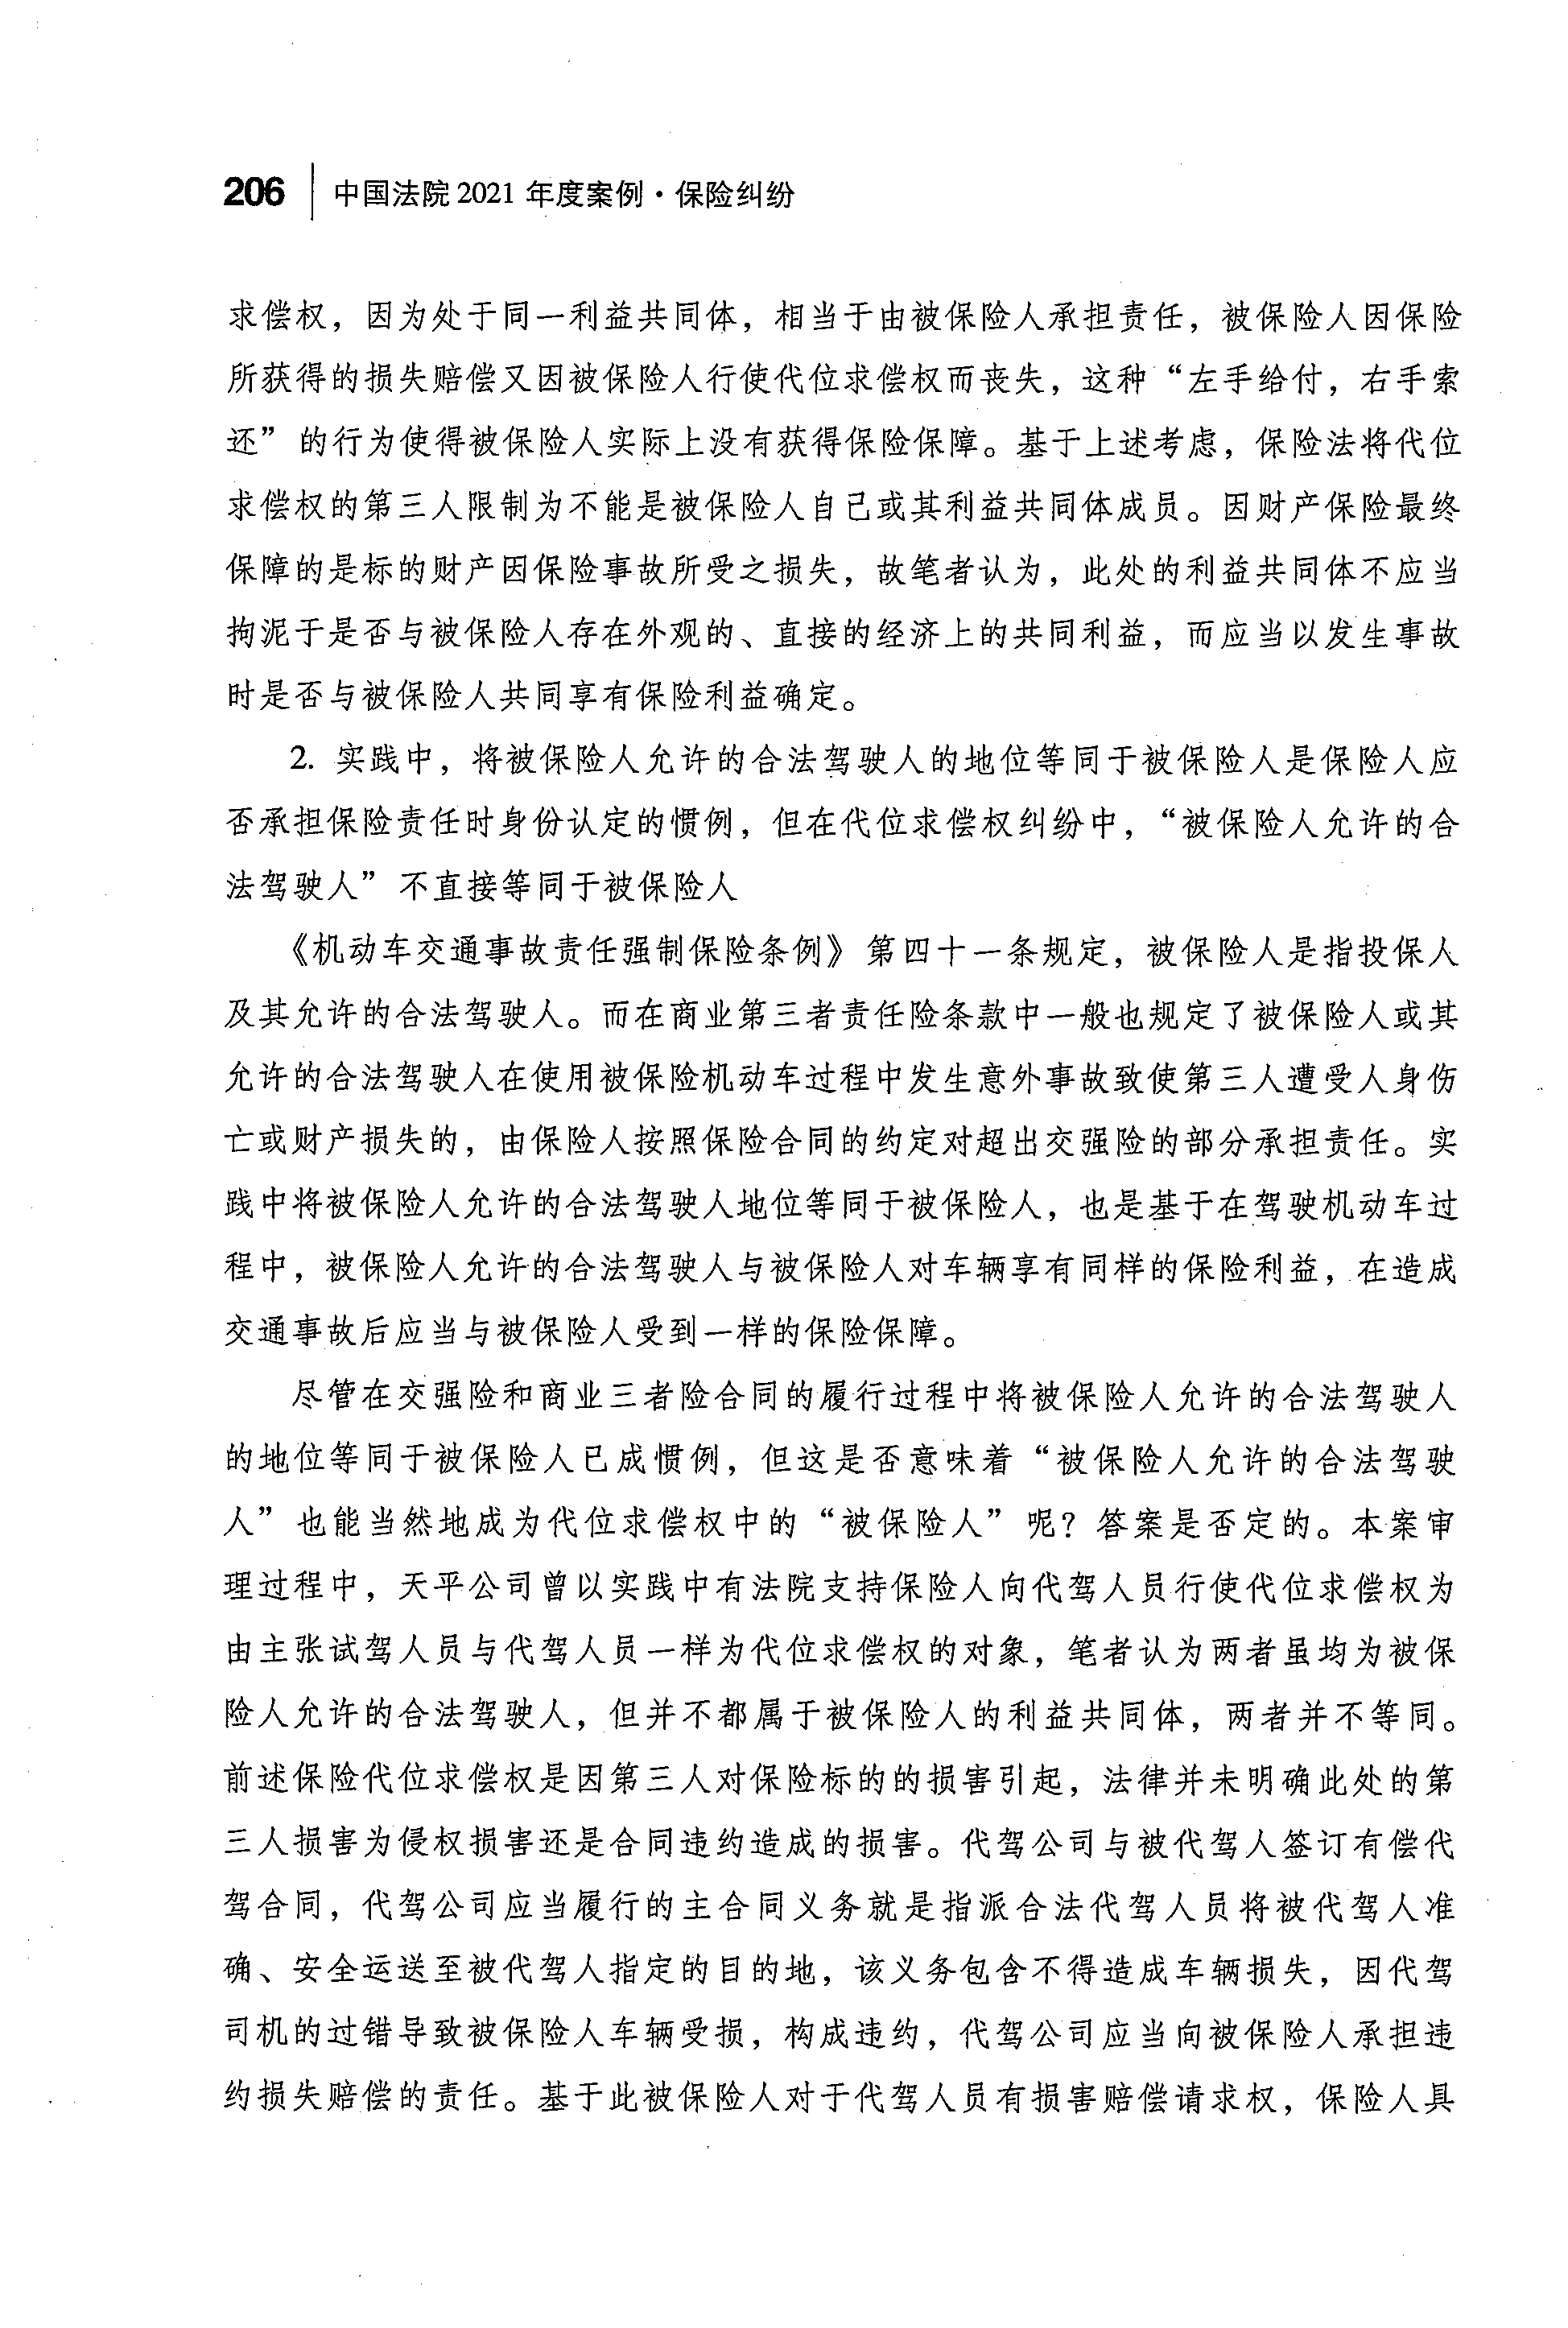 206 中国法院2021年度案例·保险纠纷
求偿权，因为处于同一利益共同体，相当于由被保险人承担责任，被保险人因保险
所获得的损失赔偿又因被保险人行使代位求偿权而丧失，这种“左手给付，右手索
还”的行为使得被保险人实际上没有获得保险保障。基于上述考虑，保险法将代位
求偿权的第三人限制为不能是被保险人自己或其利益共同体成员。因财产保险最终
保障的是标的财产因保险事故所受之损失，故笔者认为，此处的利益共同体不应当
拘泥于是否与被保险人存在外观的、直接的经济上的共同利益，而应当以发生事故
时是否与被保险人共同享有保险利益确定。
2. 实践中，将被保险人允许的合法驾驶人的地位等同于被保险人是保险人应
否承担保险责任时身份认定的惯例，但在代位求偿权纠纷中，“被保险人允许的合
法驾驶人”不直接等同于被保险人
《机动车交通事故责任强制保险条例》第四十一条规定，被保险人是指投保人
及其允许的合法驾驶人。而在商业第三者责任险条款中一般也规定了被保险人或其
允许的合法驾驶人在使用被保险机动车过程中发生意外事故致使第三人遭受人身伤
亡或财产损失的，由保险人按照保险合同的约定对超出交强险的部分承担责任。实
践中将被保险人允许的合法驾驶人地位等同于被保险人，也是基于在驾驶机动车过
程中，被保险人允许的合法驾驶人与被保险人对车辆享有同样的保险利益，在造成
交通事故后应当与被保险人受到一样的保险保障。
尽管在交强险和商业三者险合同的履行过程中将被保险人允许的合法驾驶人
的地位等同于被保险人已成惯例，但这是否意味着“被保险人允许的合法驾驶
人”也能当然地成为代位求偿权中的“被保险人”呢？答案是否定的。本案审
理过程中，天平公司曾以实践中有法院支持保险人向代驾人员行使代位求偿权为
由主张试驾人员与代驾人员一样为代位求偿权的对象，笔者认为两者虽均为被保
险人允许的合法驾驶人，但并不都属于被保险人的利益共同体，两者并不等同。
前述保险代位求偿权是因第三人对保险标的的损害引起，法律并未明确此处的第
三人损害为侵权损害还是合同违约造成的损害。代驾公司与被代驾人签订有偿代
驾合同，代驾公司应当履行的主合同义务就是指派合法代驾人员将被代驾人准
确、安全运送至被代驾人指定的目的地，该义务包含不得造成车辆损失，因代驾
司机的过错导致被保险人车辆受损，构成违约，代驾公司应当向被保险人承担违
约损失赔偿的责任。基于此被保险人对于代驾人员有损害赔偿请求权，保险人具